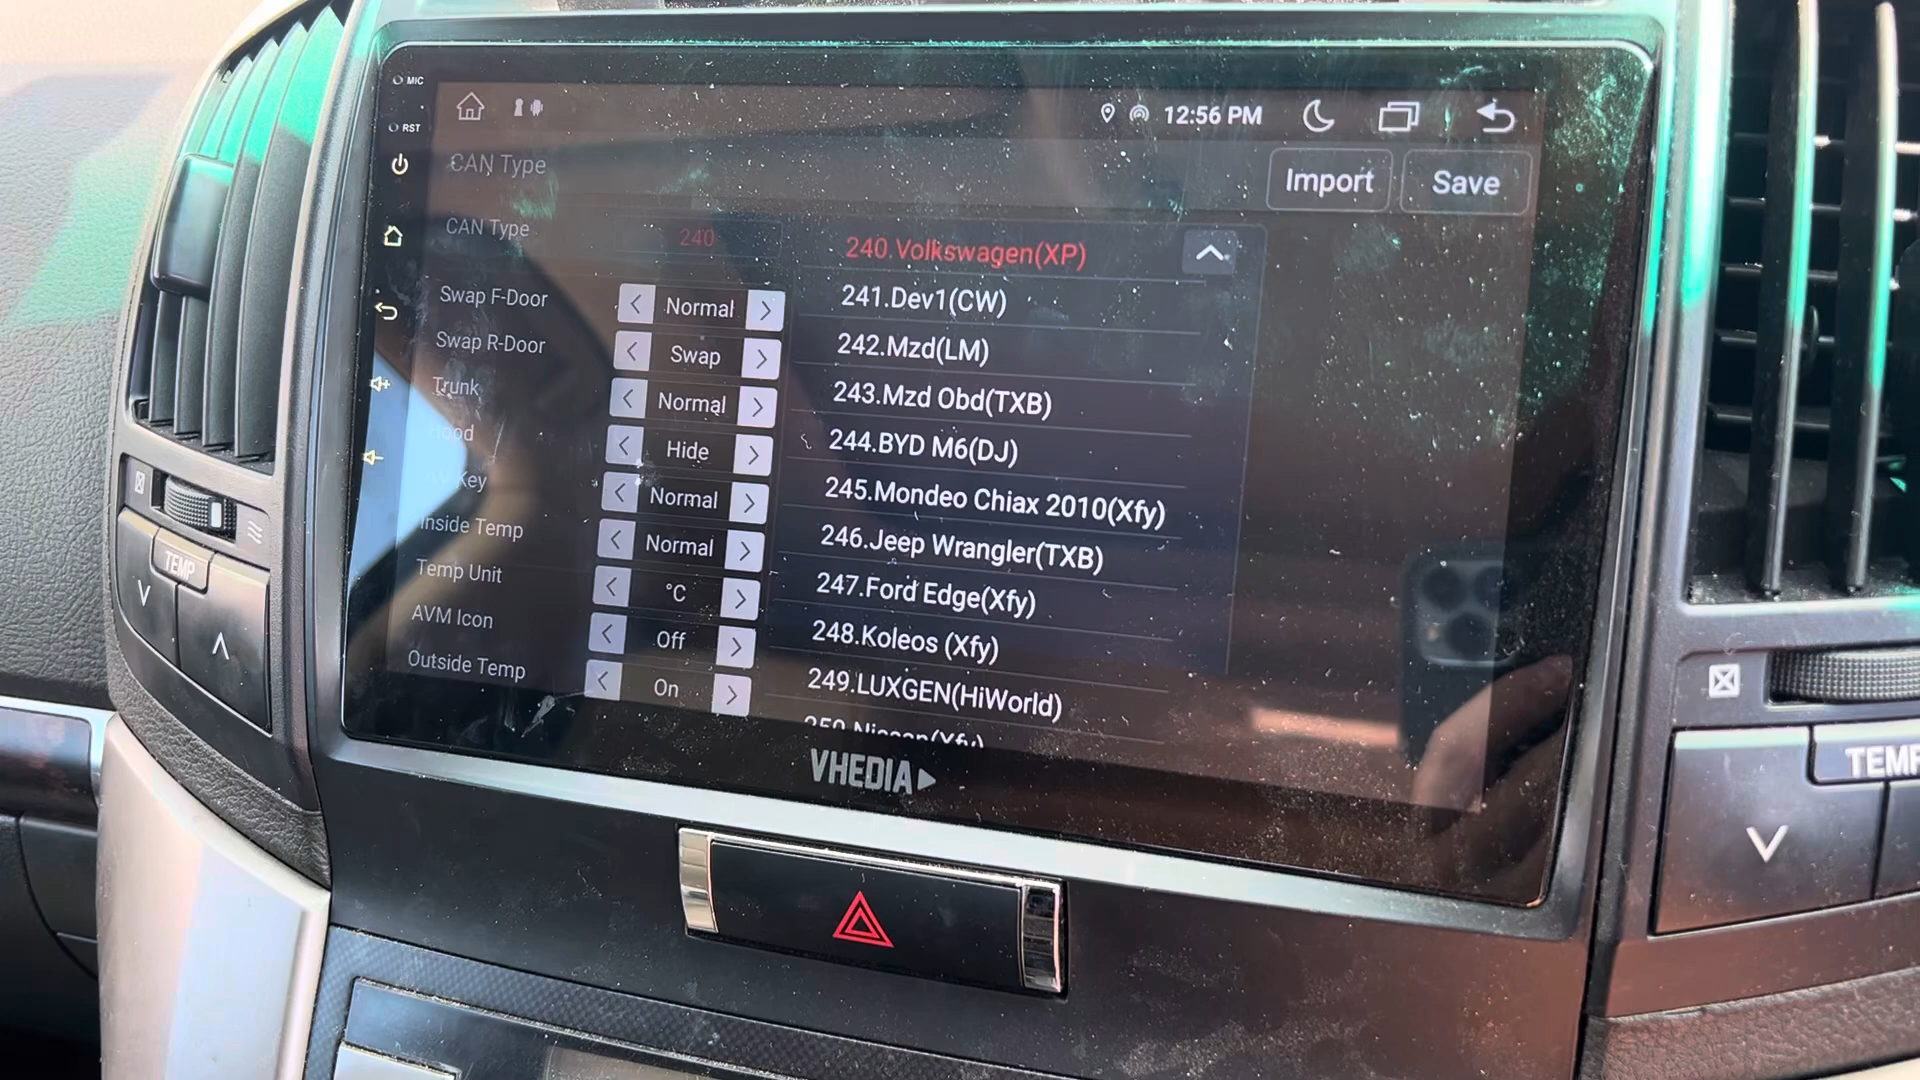 MIC
RST
12:56 PM
CAN Type
Import
Save
CAN Type
240
240.Volkswagen(XP)
Swap F-Door
Normal
241.Dev1(CW)
Swap R-Door
Swap
242.Mzd(LM)
Trunk
Normal
243.Mzd Obd(TXB)
Hide
244.BYD M6(DJ)
Key
Normal
245.Mondeo Chiax 2010(Xfy)
Inside Temp
Normal
246.Jeep Wrangler(TXB)
Temp Unit
°C
247.Ford Edge(Xfy)
AVM Icon
Off
248.Koleos (Xfy)
Outside Temp
On
249.LUXGEN(HiWorld)
250.Nissan(Xfy)
VHEDIA
TEMP
TEMP